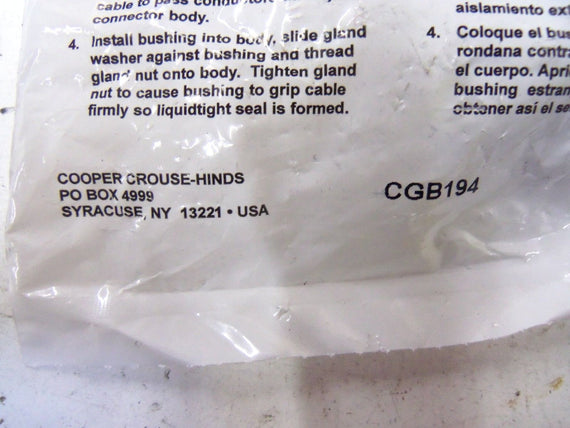 cable to pass
connector body.
4. Install bushing into body, slide gland
washer against bushing and thread
gland nut onto body. Tighten gland
nut to cause bushing to grip cable
firmly so liquidtight seal is formed.
aislamiento ext
4. Coloque el bus
rondana contra
el cuerpo. Aprie
bushing estran
obtener así el se
COOPER CROUSE-HINDS
PO BOX 4999
SYRACUSE, NY 13221 • USA
CGB194